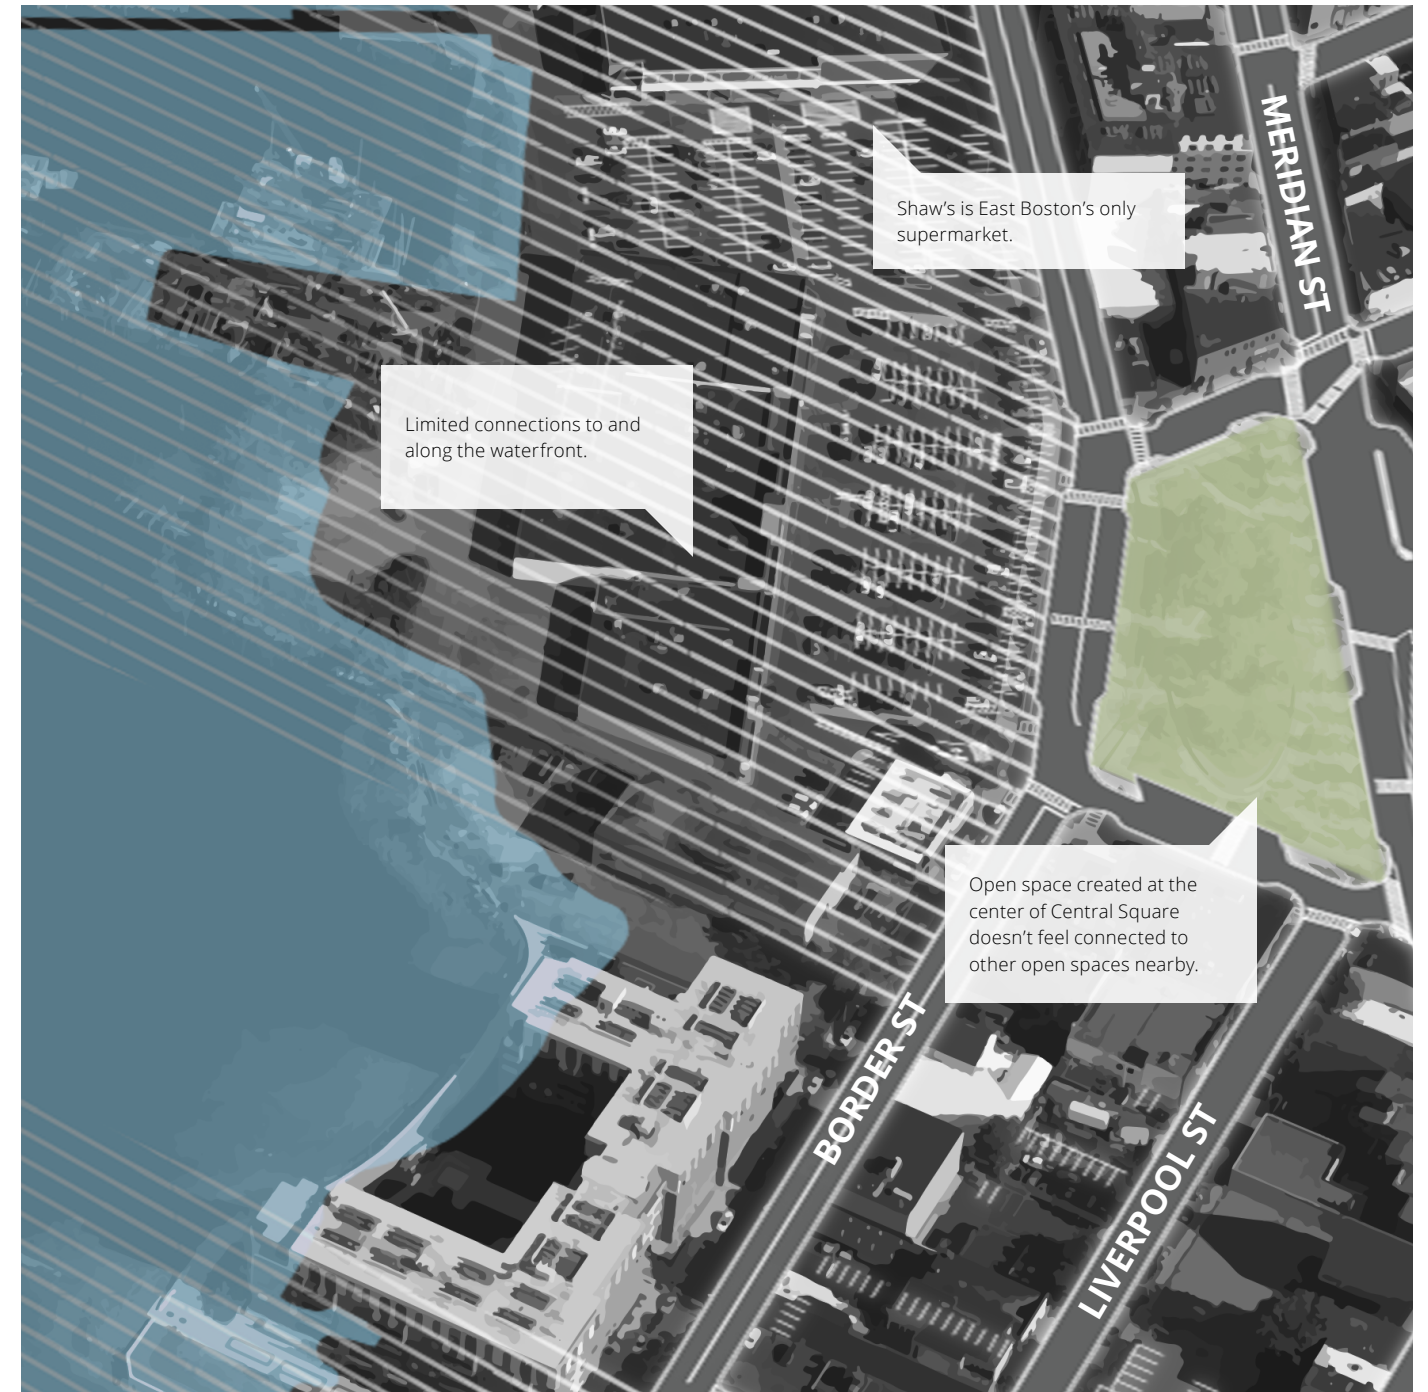 MERIDIAN ST
Shaw’s is East Boston’s only
supermarket.
Limited connections to and
along the waterfront.
Open space created at the
center of Central Square
doesn’t feel connected to
other open spaces nearby.
BORDER ST
LIVERPOOL ST